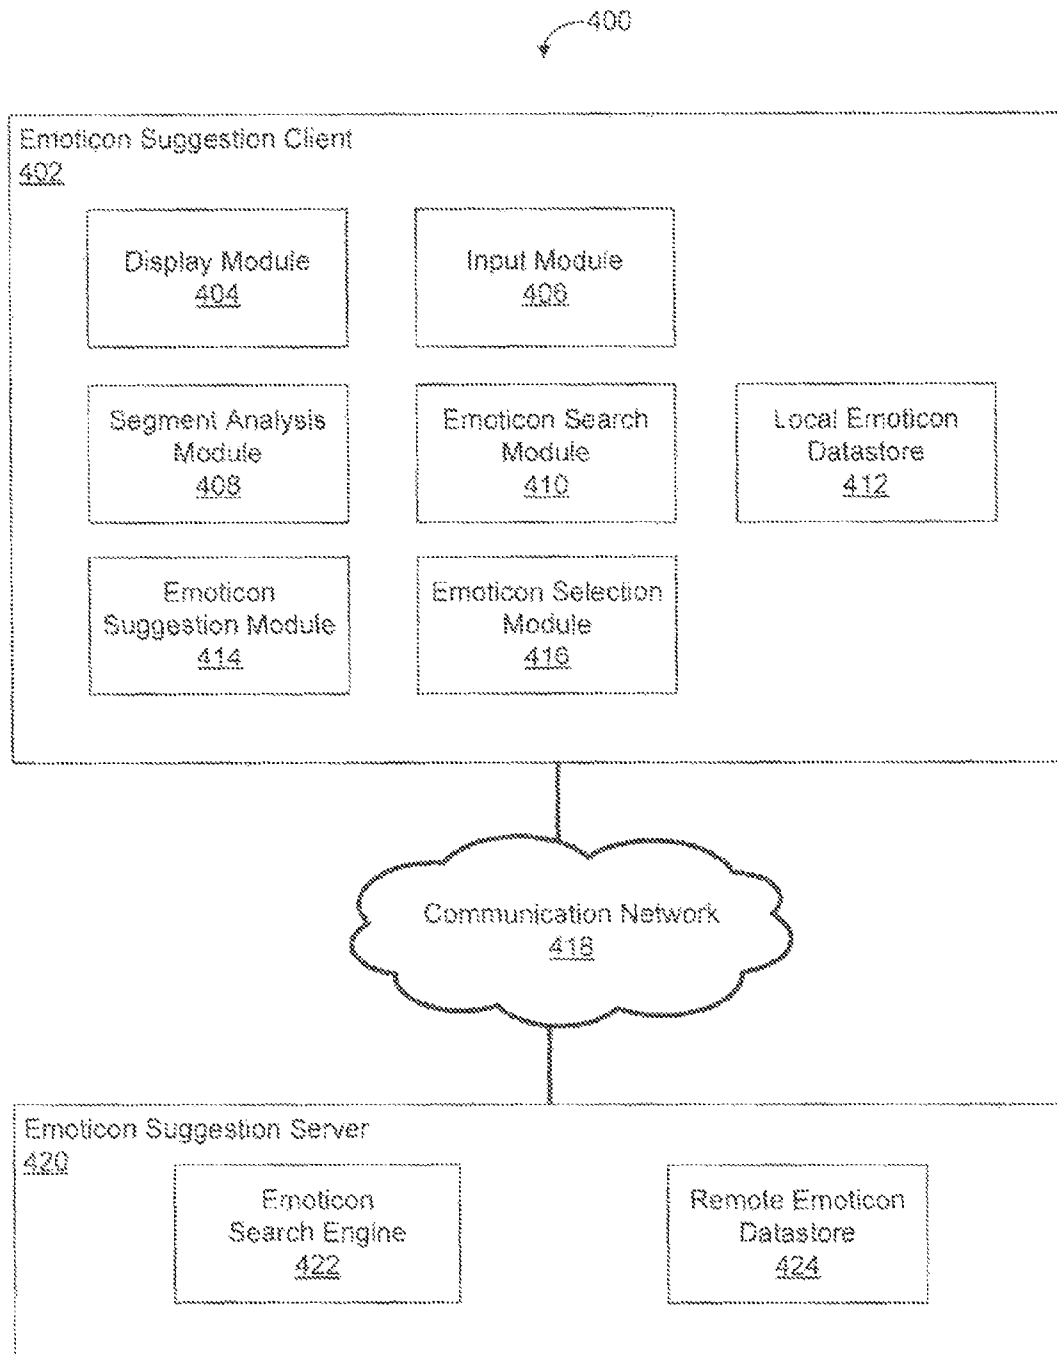 400
Emoticon Suggestion Client
402
Display Module
404
Input Module
406
Segment Analysis
Module
408
Emoticon Search
Module
410
Local Emoticon
Datastore
412
Emoticon
Suggestion Module
414
Emoticon Selection
Module
416
Communication Network
418
Emoticon Suggestion Server
420
Emoticon
Search Engine
422
Remote Emoticon
Datastore
424